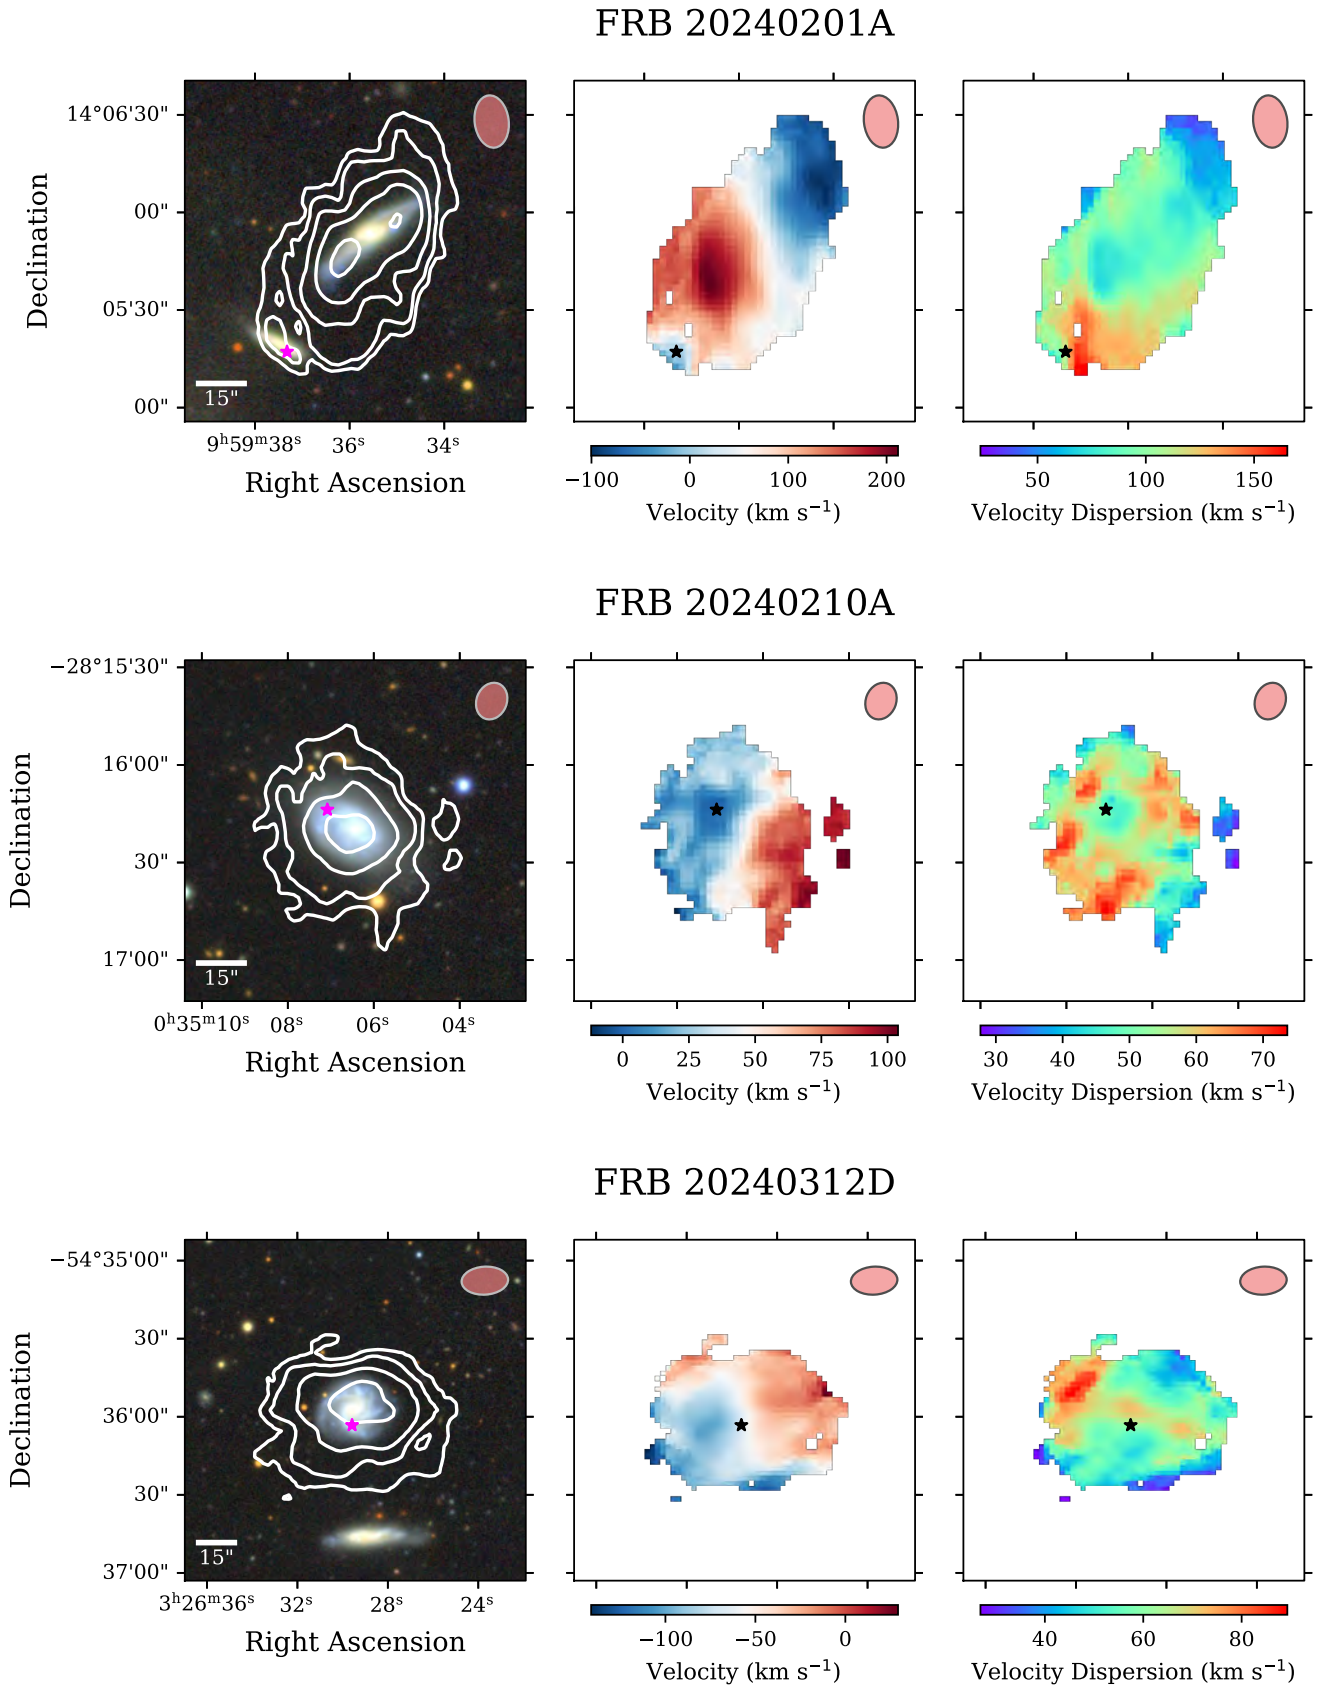 FRB 20240201A
14°06'30"
00"
05'30"
00"
Declination
15"
9ʰ59ᵐ38ˢ 36ˢ 34ˢ
Right Ascension
−100 0 100 200
Velocity (km s⁻¹)
50 100 150
Velocity Dispersion (km s⁻¹)
FRB 20240210A
−28°15'30"
16'00"
30"
17'00"
Declination
15"
0ʰ35ᵐ10ˢ 08ˢ 06ˢ 04ˢ
Right Ascension
0 25 50 75 100
Velocity (km s⁻¹)
30 40 50 60 70
Velocity Dispersion (km s⁻¹)
FRB 20240312D
−54°35'00"
30"
36'00"
30"
37'00"
Declination
15"
3ʰ26ᵐ36ˢ 32ˢ 28ˢ 24ˢ
Right Ascension
−100 −50 0
Velocity (km s⁻¹)
40 60 80
Velocity Dispersion (km s⁻¹)